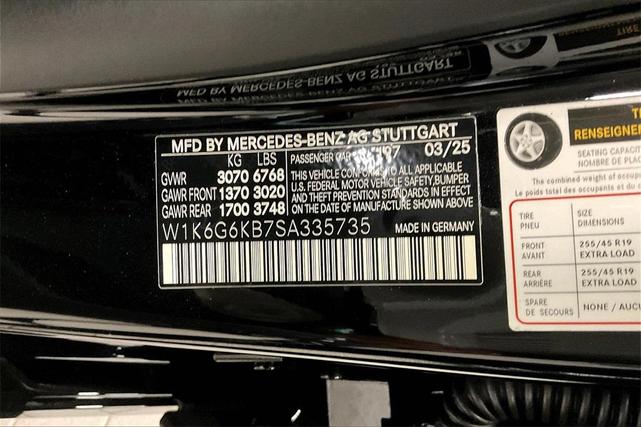 MFD BY MERCEDES-BENZ AG STUTTGART
MFD BY MERCEDES-BENZ AG STUTTGART
KG LBS PASSENGER CAR 03/25
GVWR 3070 6768
GAWR FRONT 1370 3020
GAWR REAR 1700 3748
THIS VEHICLE CONFORMS TO ALL APPLICABLE
U.S. FEDERAL MOTOR VEHICLE SAFETY, BUMPER
AND THEFT PREVENTION STANDARDS IN EFFECT
ON THE DATE OF MANUFACTURE SHOWN ABOVE
W1K6G6KB7SA335735 MADE IN GERMANY
RENSEIGNE
SEATING CAPACIT
NOMBRE DE PLAC
The combined weight of occup
Le poids total des occupants et du
TIRE
PNEU
SIZE
DIMENSIONS
FRONT
AVANT
255/45 R19
EXTRA LOAD
REAR
ARRIÈRE
255/45 R19
EXTRA LOAD
SPARE
DE SECOURS
NONE / AUCU